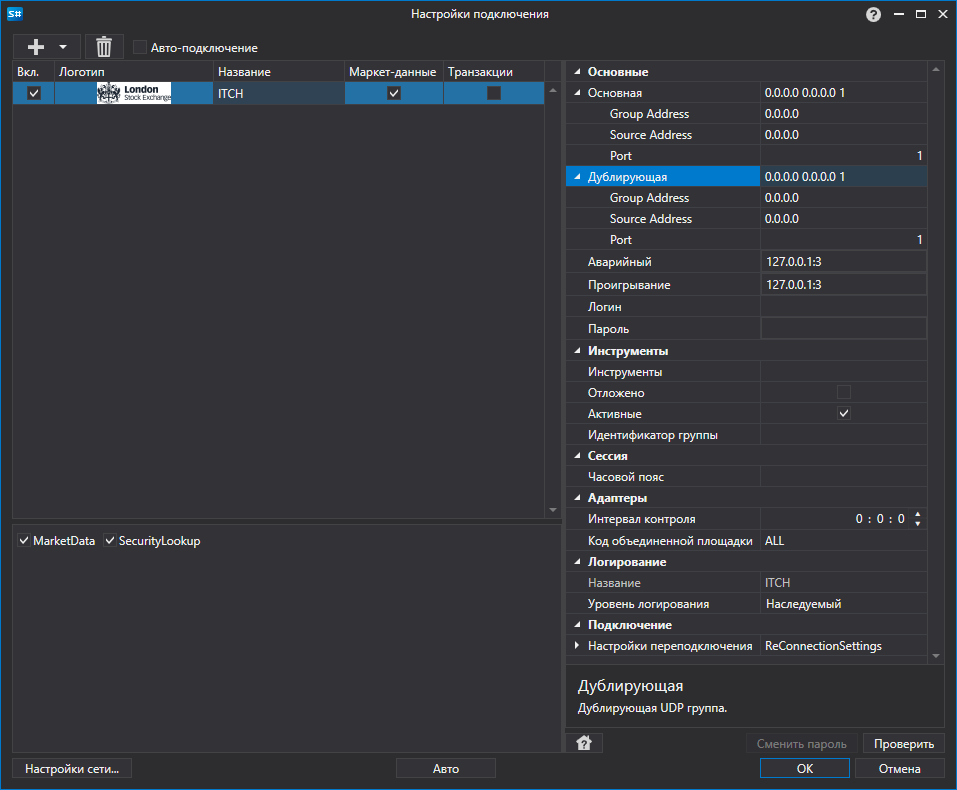 S#
Настройки подключения
?
Авто-подключение
Вкл. Логотип Название Маркет-данные Транзакции
London
Stock Exchange
ITCH
MarketData SecurityLookup
Основные
Основная 0.0.0.0 0.0.0.0 1
Group Address 0.0.0.0
Source Address 0.0.0.0
Port 1
Дублирующая 0.0.0.0 0.0.0.0 1
Group Address 0.0.0.0
Source Address 0.0.0.0
Port 1
Аварийный 127.0.0.1:3
Проигрывание 127.0.0.1:3
Логин
Пароль
Инструменты
Инструменты
Отложено
Активные
Идентификатор группы
Сессия
Часовой пояс
Адаптеры
Интервал контроля 0 : 0 : 0
Код объединенной площадки ALL
Логирование
Название ITCH
Уровень логирования Наследуемый
Подключение
Настройки переподключения ReConnectionSettings
Дублирующая
Дублирующая UDP группа.
?
Сменить пароль Проверить
Настройки сети... Авто OK Отмена